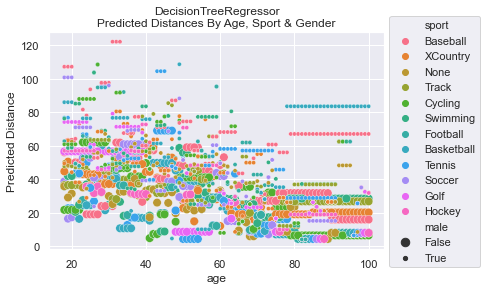 DecisionTreeRegressor
Predicted Distances By Age, Sport & Gender
Predicted Distance
120
100
80
60
40
20
0
20
40
60
80
100
age
sport
Baseball
XCountry
None
Track
Cycling
Swimming
Football
Basketball
Tennis
Soccer
Golf
Hockey
male
False
True